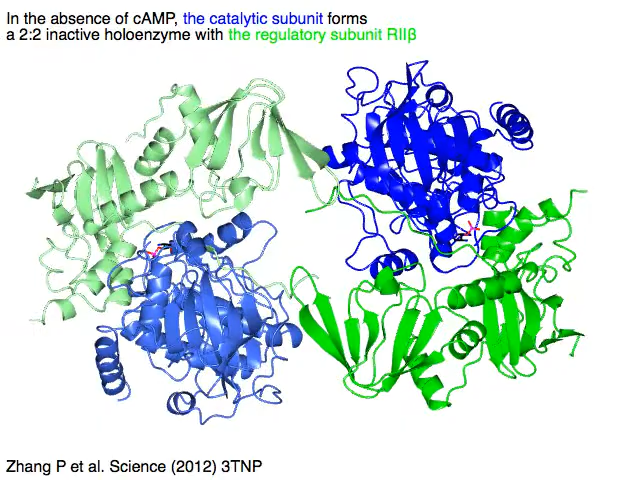 In the absence of cAMP, the catalytic subunit forms
a 2:2 inactive holoenzyme with the regulatory subunit RIIβ
Zhang P et al. Science (2012) 3TNP